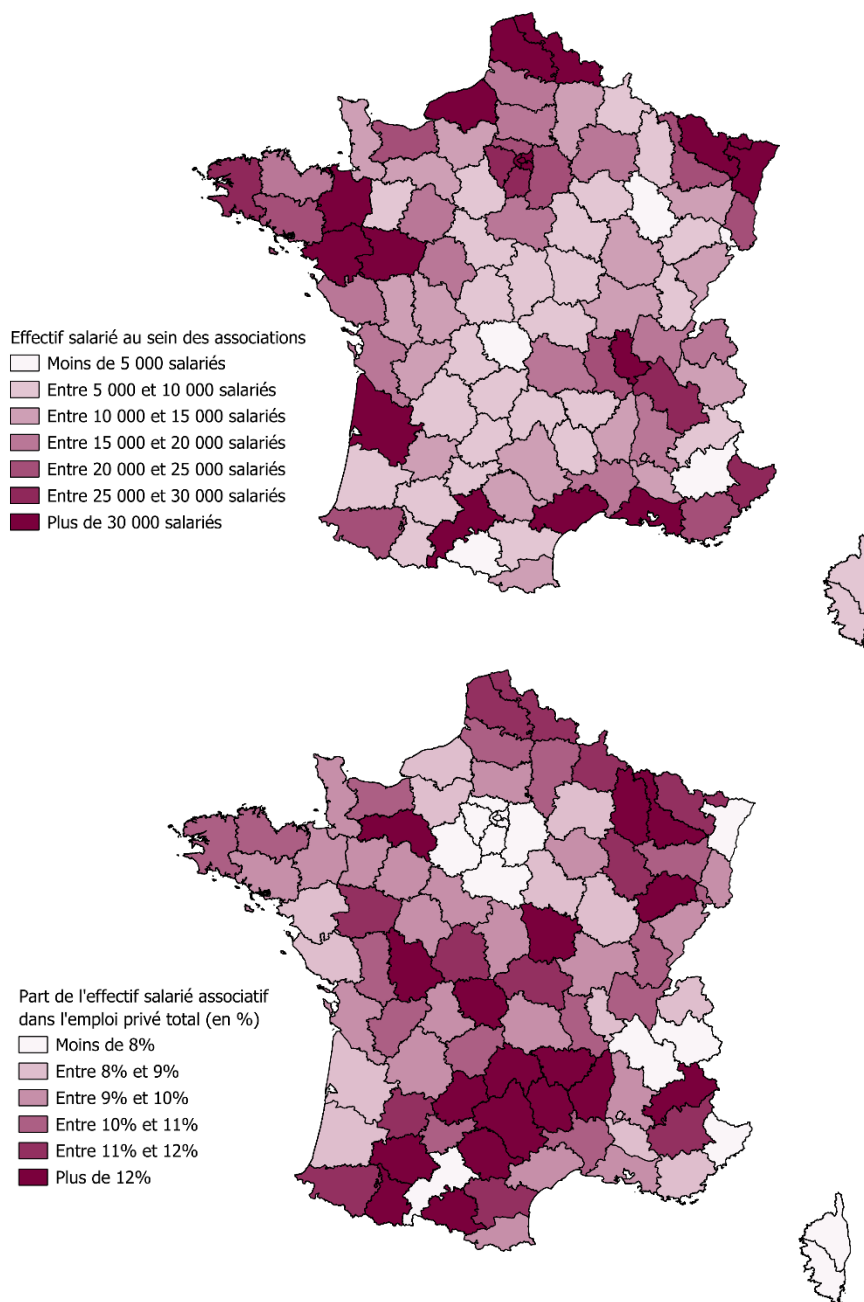 Effectif salarié au sein des associations
Moins de 5 000 salariés
Entre 5 000 et 10 000 salariés
Entre 10 000 et 15 000 salariés
Entre 15 000 et 20 000 salariés
Entre 20 000 et 25 000 salariés
Entre 25 000 et 30 000 salariés
Plus de 30 000 salariés
Part de l'effectif salarié associatif
dans l'emploi privé total (en %)
Moins de 8%
Entre 8% et 9%
Entre 9% et 10%
Entre 10% et 11%
Entre 11% et 12%
Plus de 12%